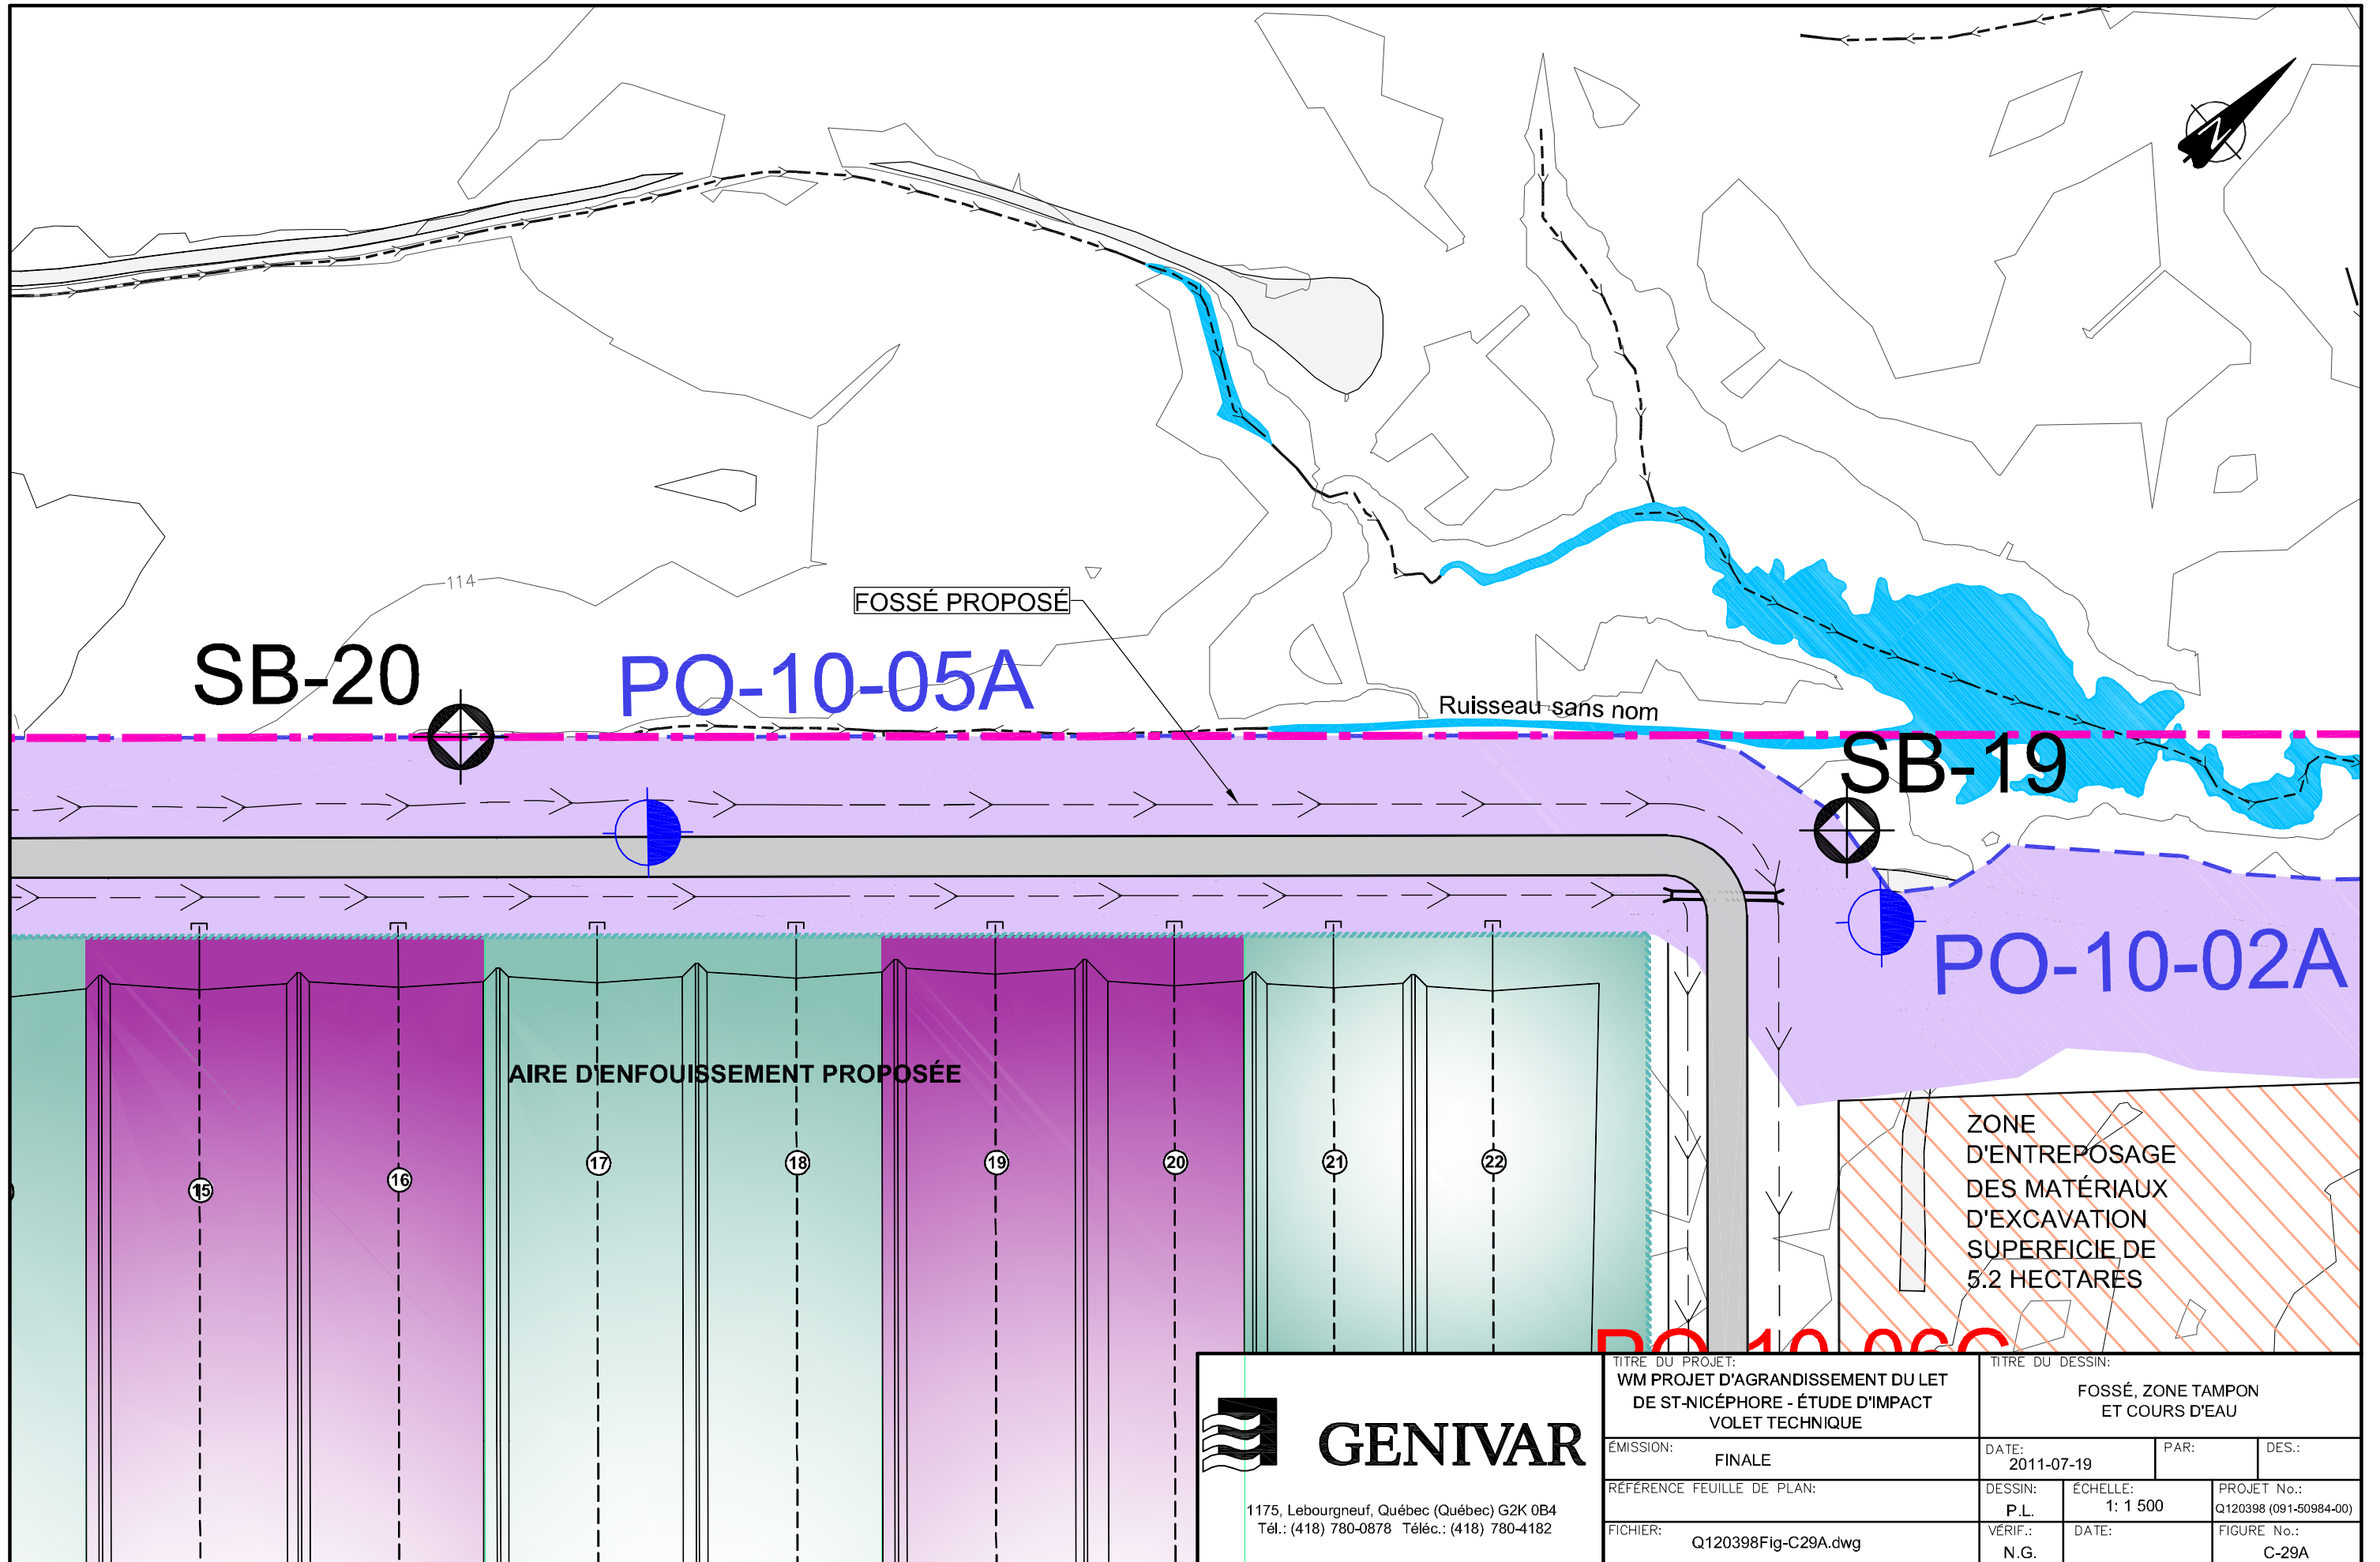 N
114
FOSSÉ PROPOSÉ
SB-20
PO-10-05A
Ruisseau sans nom
SB-19
PO-10-02A
AIRE D'ENFOUISSEMENT PROPOSÉE
15
16
17
18
19
20
21
22
ZONE
D'ENTREPOSAGE
DES MATÉRIAUX
D'EXCAVATION
SUPERFICIE DE
5.2 HECTARES
PO-10-06C
GENIVAR
1175, Lebourgneuf, Québec (Québec) G2K 0B4
Tél.: (418) 780-0878 Téléc.: (418) 780-4182
TITRE DU PROJET:
WM PROJET D'AGRANDISSEMENT DU LET
DE ST-NICÉPHORE - ÉTUDE D'IMPACT
VOLET TECHNIQUE
TITRE DU DESSIN:
FOSSÉ, ZONE TAMPON
ET COURS D'EAU
ÉMISSION:
FINALE
DATE:
2011-07-19
PAR:
DES.:
RÉFÉRENCE FEUILLE DE PLAN:
DESSIN:
P.L.
ÉCHELLE:
1: 1 500
PROJET No.:
Q120398 (091-50984-00)
FICHIER:
Q120398Fig-C29A.dwg
VÉRIF.:
N.G.
DATE:
FIGURE No.:
C-29A